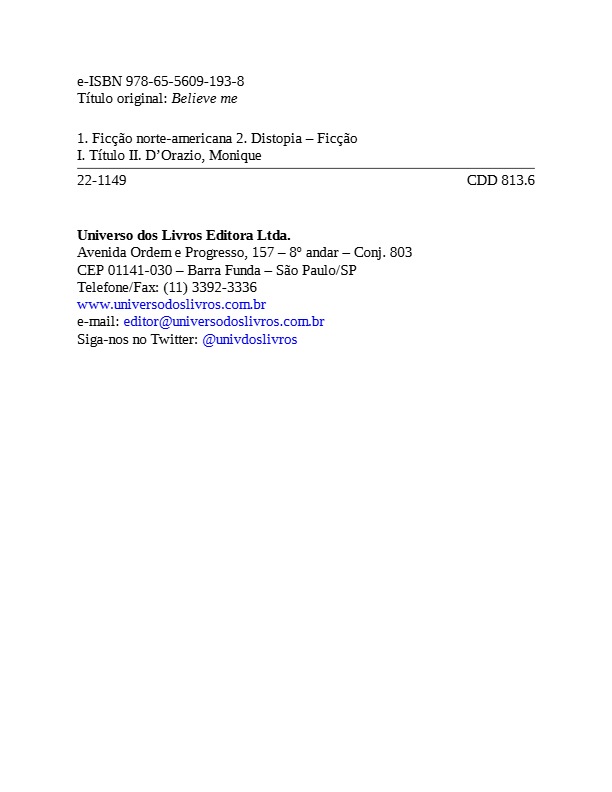 e-ISBN 978-65-5609-193-8
Título original: Believe me
1. Ficção norte-americana 2. Distopia – Ficção
I. Título II. D’Orazio, Monique
22-1149 CDD 813.6
Universo dos Livros Editora Ltda.
Avenida Ordem e Progresso, 157 – 8º andar – Conj. 803
CEP 01141-030 – Barra Funda – São Paulo/SP
Telefone/Fax: (11) 3392-3336
www.universodoslivros.com.br
e-mail: editor@universodoslivros.com.br
Siga-nos no Twitter: @univdoslivros